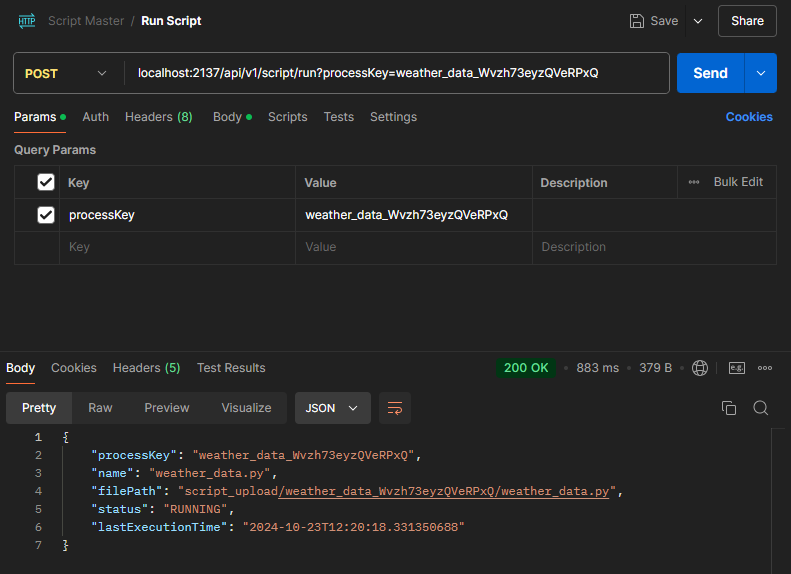 HTTP Script Master / Run Script Save Share
POST localhost:2137/api/v1/script/run?processKey=weather_data_Wvzh73eyzQVeRPxQ Send
Params Auth Headers (8) Body Scripts Tests Settings Cookies
Query Params
Key Value Description Bulk Edit
processKey weather_data_Wvzh73eyzQVeRPxQ
Key Value Description
Body Cookies Headers (5) Test Results 200 OK 883 ms 379 B e.g.
Pretty Raw Preview Visualize JSON
1 {
2 "processKey": "weather_data_Wvzh73eyzQVeRPxQ",
3 "name": "weather_data.py",
4 "filePath": "script_upload/weather_data_Wvzh73eyzQVeRPxQ/weather_data.py",
5 "status": "RUNNING",
6 "lastExecutionTime": "2024-10-23T12:20:18.331350688"
7 }